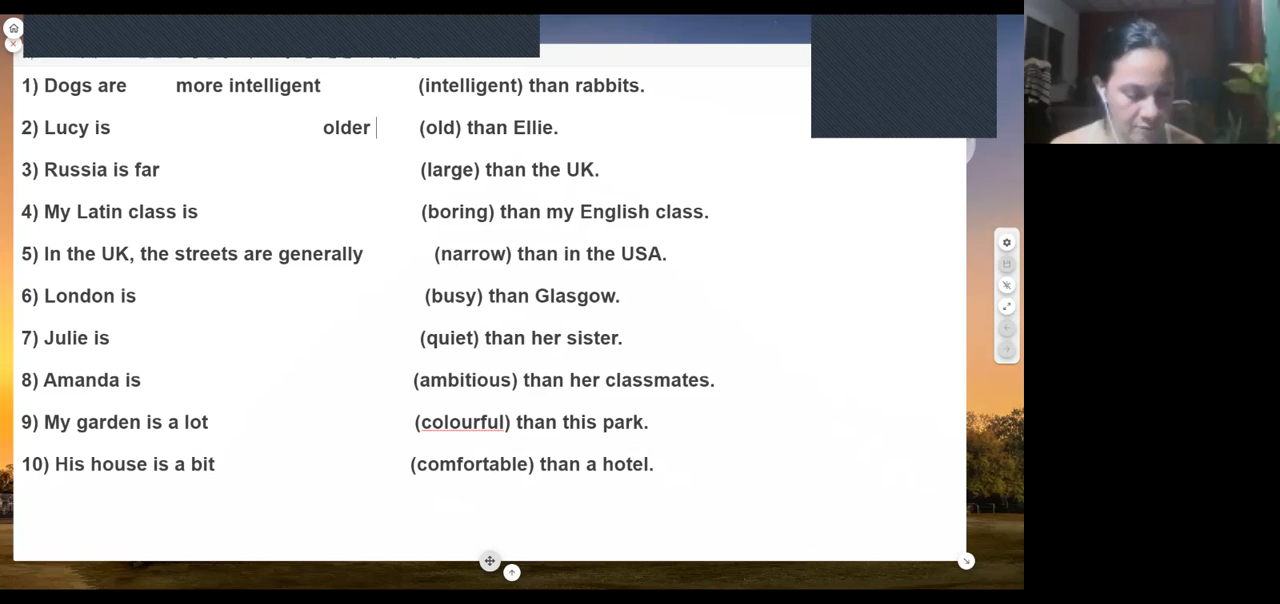 1) Dogs are more intelligent (intelligent) than rabbits.
2) Lucy is older (old) than Ellie.
3) Russia is far (large) than the UK.
4) My Latin class is (boring) than my English class.
5) In the UK, the streets are generally (narrow) than in the USA.
6) London is (busy) than Glasgow.
7) Julie is (quiet) than her sister.
8) Amanda is (ambitious) than her classmates.
9) My garden is a lot (colourful) than this park.
10) His house is a bit (comfortable) than a hotel.